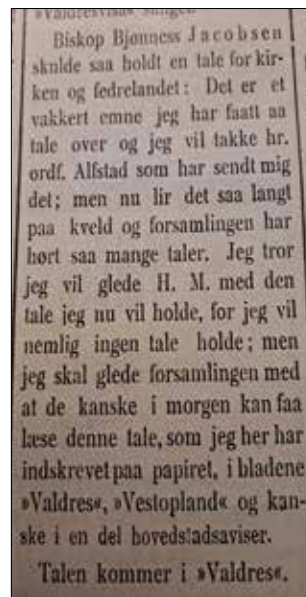 »Valdresvisa« sungen.
Biskop Bjønness Jacobsen
skulde saa holdt en tale for kir-
ken og fedrelandet: Det er et
vakkert emne jeg har faatt aa
tale over og jeg vil takke hr.
ordf. Alfstad som har sendt mig
det; men nu lir det saa langt
paa kveld og forsamlingen har
hørt saa mange taler. Jeg tror
jeg vil glede H. M. med den
tale jeg nu vil holde, for jeg vil
nemlig ingen tale holde; men
jeg skal glede forsamlingen med
at de kanske i morgen kan faa
læse denne tale, som jeg her har
indskrevet paa papiret, i bladene
»Valdres«, »Vestopland« og kan-
ske i en del hovedstadsaviser.
Talen kommer i »Valdres«.